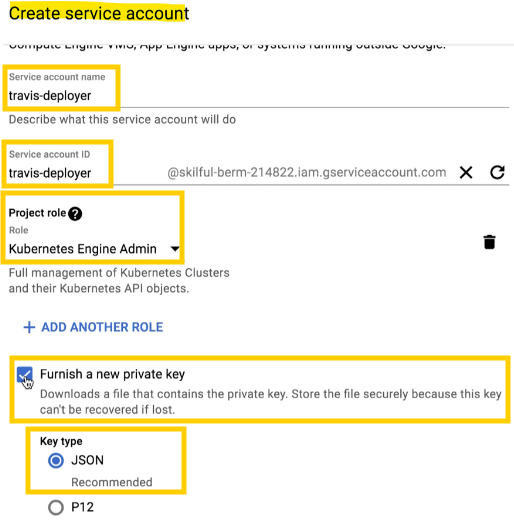 Create service account
Compute Engine VMs, App Engine apps, or systems running outside Google.
Service account name
travis-deployer
Describe what this service account will do
Service account ID
travis-deployer @skilful-berm-214822.iam.gserviceaccount.com
Project role ?
Role
Kubernetes Engine Admin
Full management of Kubernetes Clusters
and their Kubernetes API objects.
+ ADD ANOTHER ROLE
Furnish a new private key
Downloads a file that contains the private key. Store the file securely because this key
can't be recovered if lost.
Key type
JSON
Recommended
P12